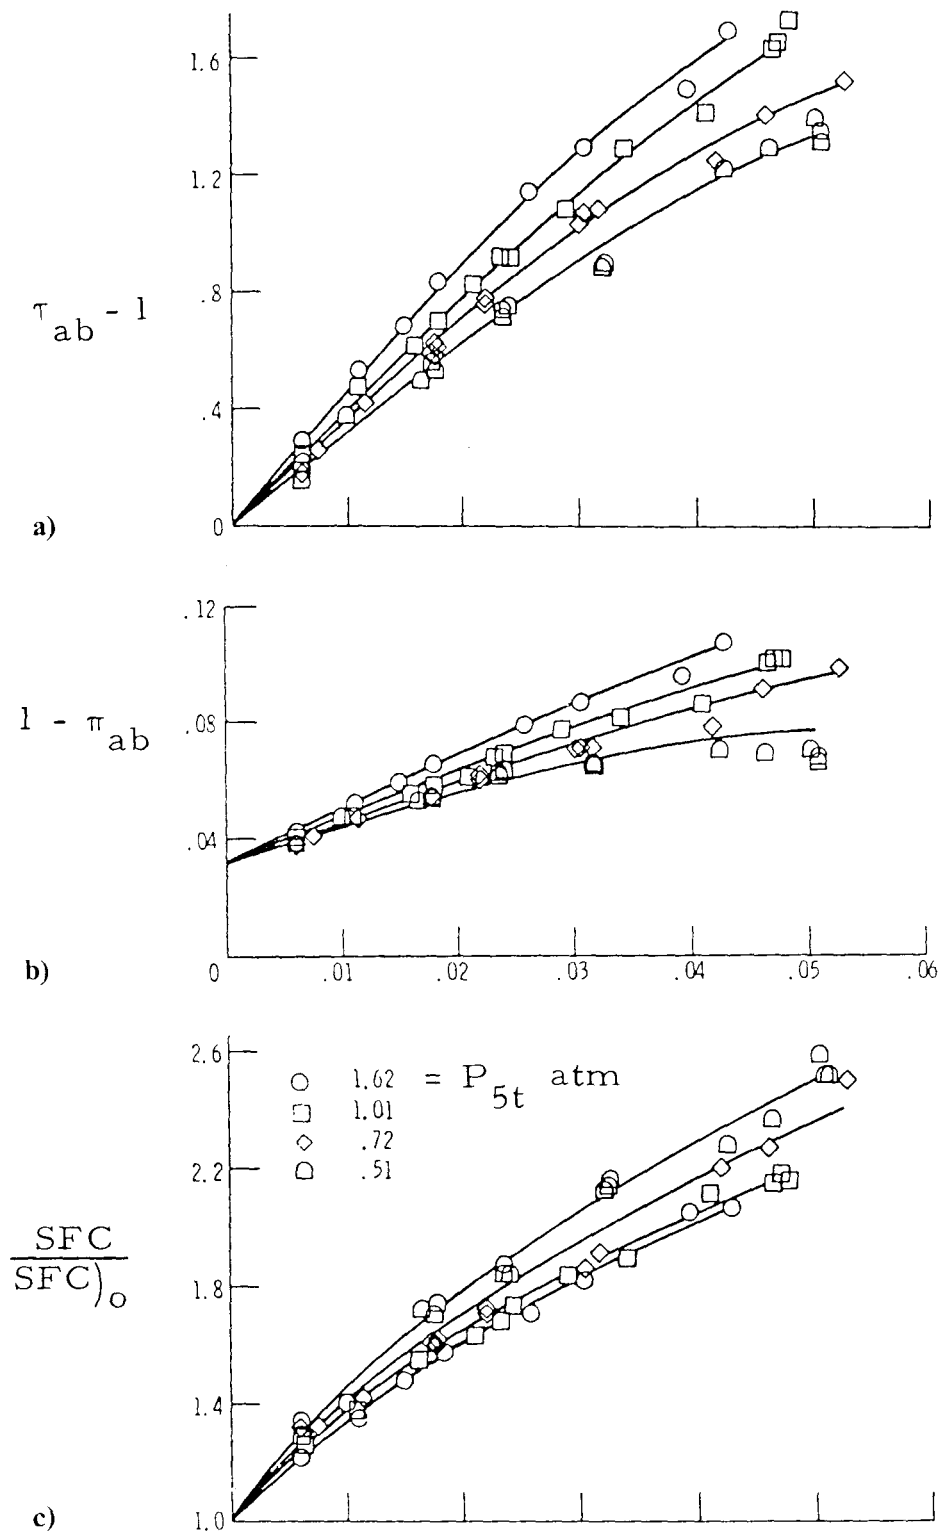 1.6
1.2
.8
τab - 1
.4
0
a)
.12
.08
1 - πab
.04
b)
0 .01 .02 .03 .04 .05 .06
2.6
○ 1.62 = P5t atm
□ 1.01
◇ .72
.51
2.2
SFC
SFC)o
1.8
1.4
1.0
c)